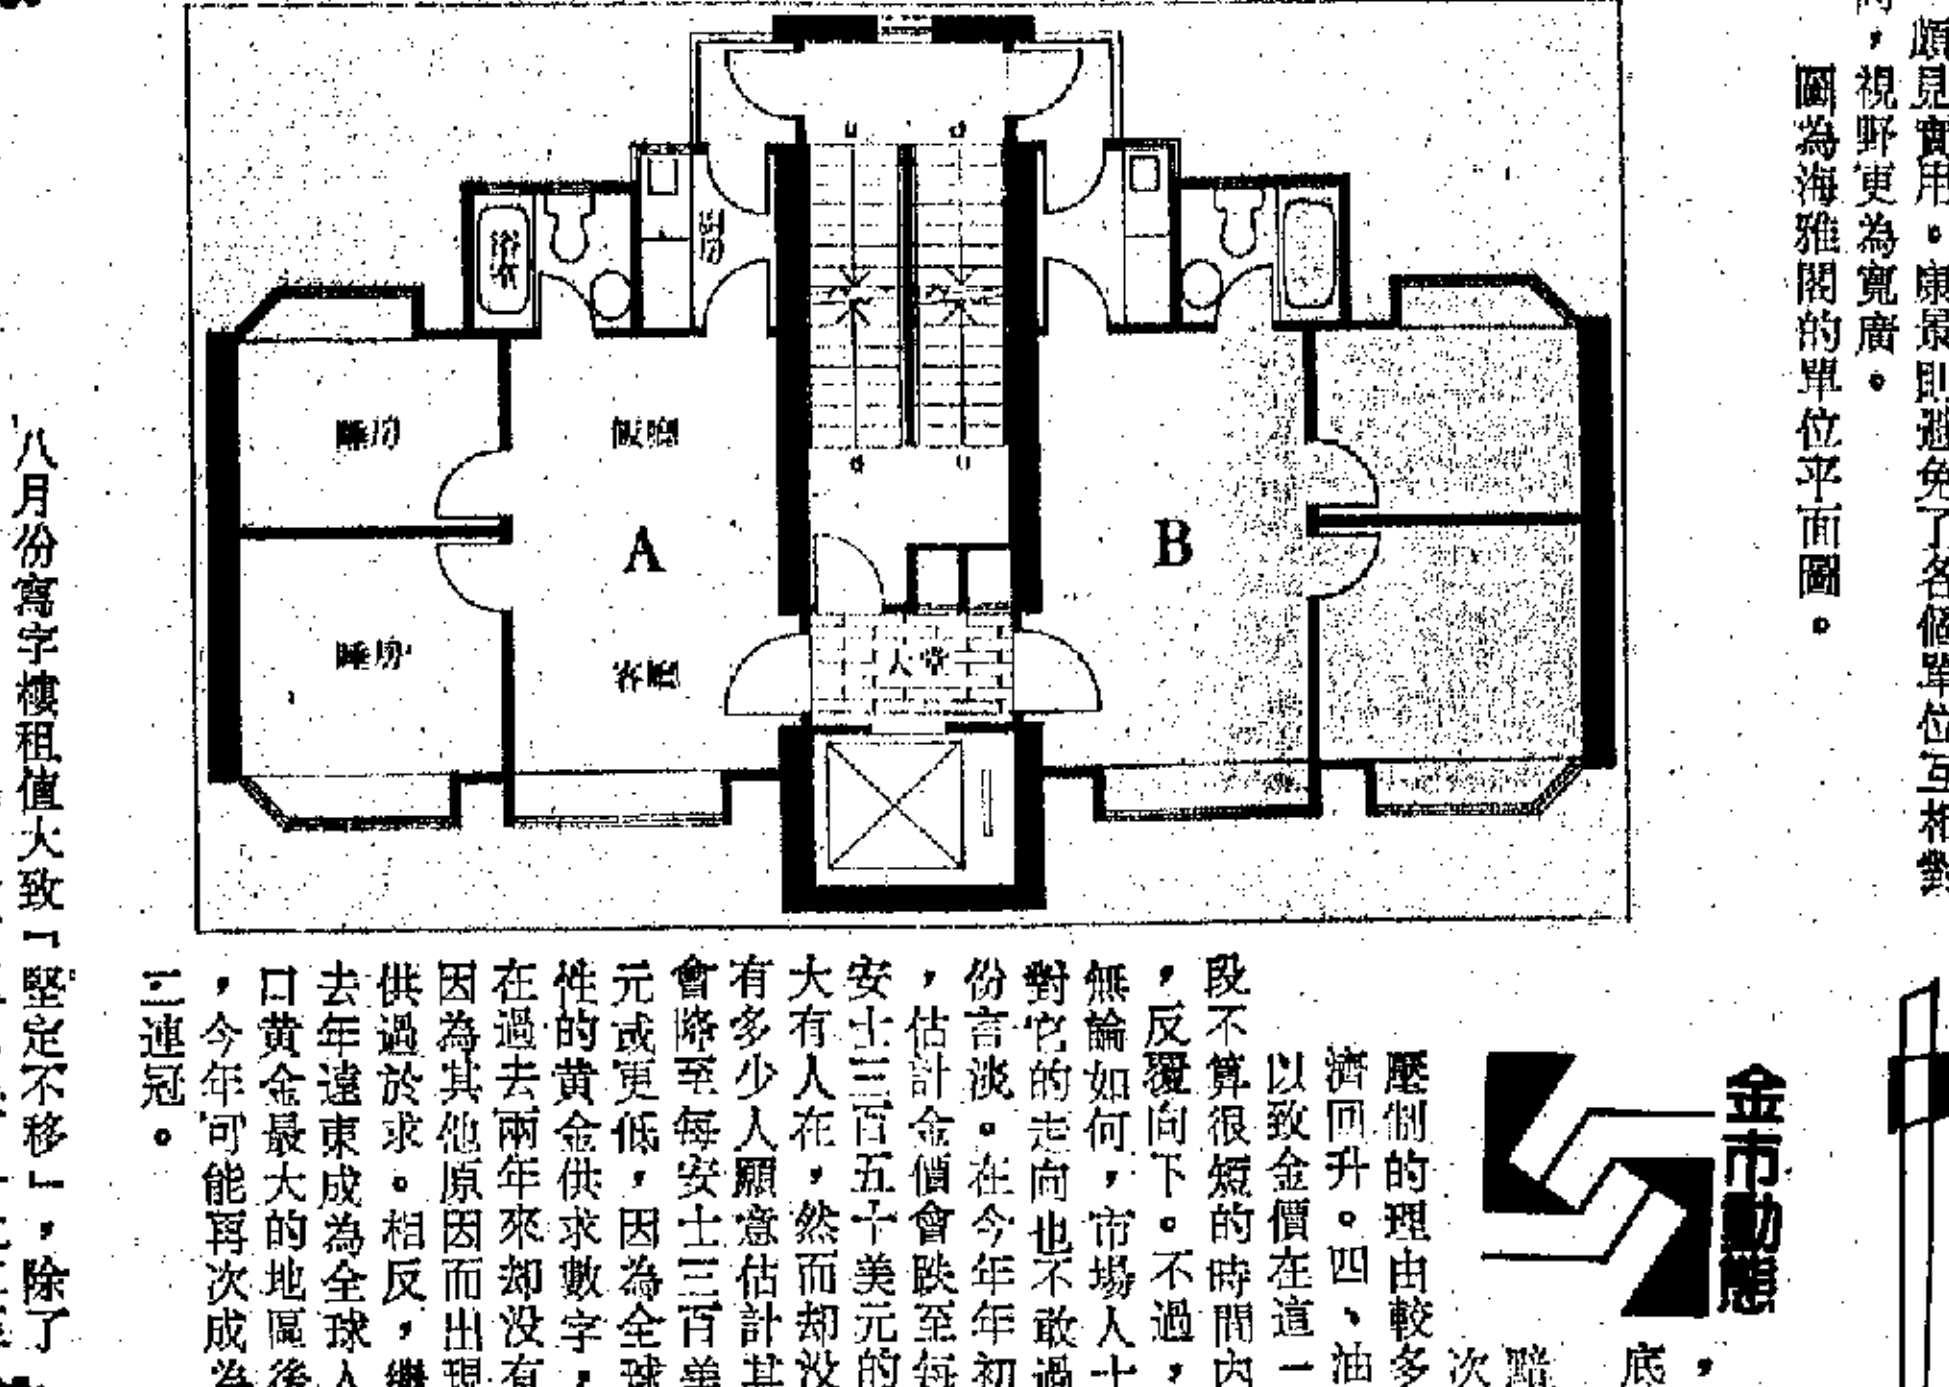 頗見實用。康景則避免了各個單位互相對
，視野更為寬廣。
圖為海雅閣的單位平面圖。
浴室
廚房
睡房
飯廳
A
B
睡房
客廳
大堂
u
d
d
u
金市動態
底
，
黯
次
壓制的理由較多
濟回升。四、油
以致金價在這一
段不算很短的時間內
，反覆向下。不過，
無論如何，市場人士
對它的走向也不敢過
份言淡。在今年年初
，估計金價會跌至每
安士三百五十美元的
大有人在，然而却没
有多少人願意估計其
會降至每安士三百美
元或更低，因為全球
性的黄金供求數字，
在過去兩年來却没有
因為其他原因而出現
供過於求。相反，繼
去年遠東成為全球入
口黄金最大的地區後
，今年可能再次成為
三連冠。
八月份寫字樓租值大致「堅定不移」，除了